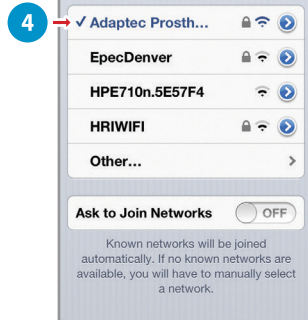 4
Adaptec Prosth...
EpecDenver
HPE710n.5E57F4
HRIWIFI
Other...
Ask to Join Networks OFF
Known networks will be joined
automatically. If no known networks are
available, you will have to manually select
a network.